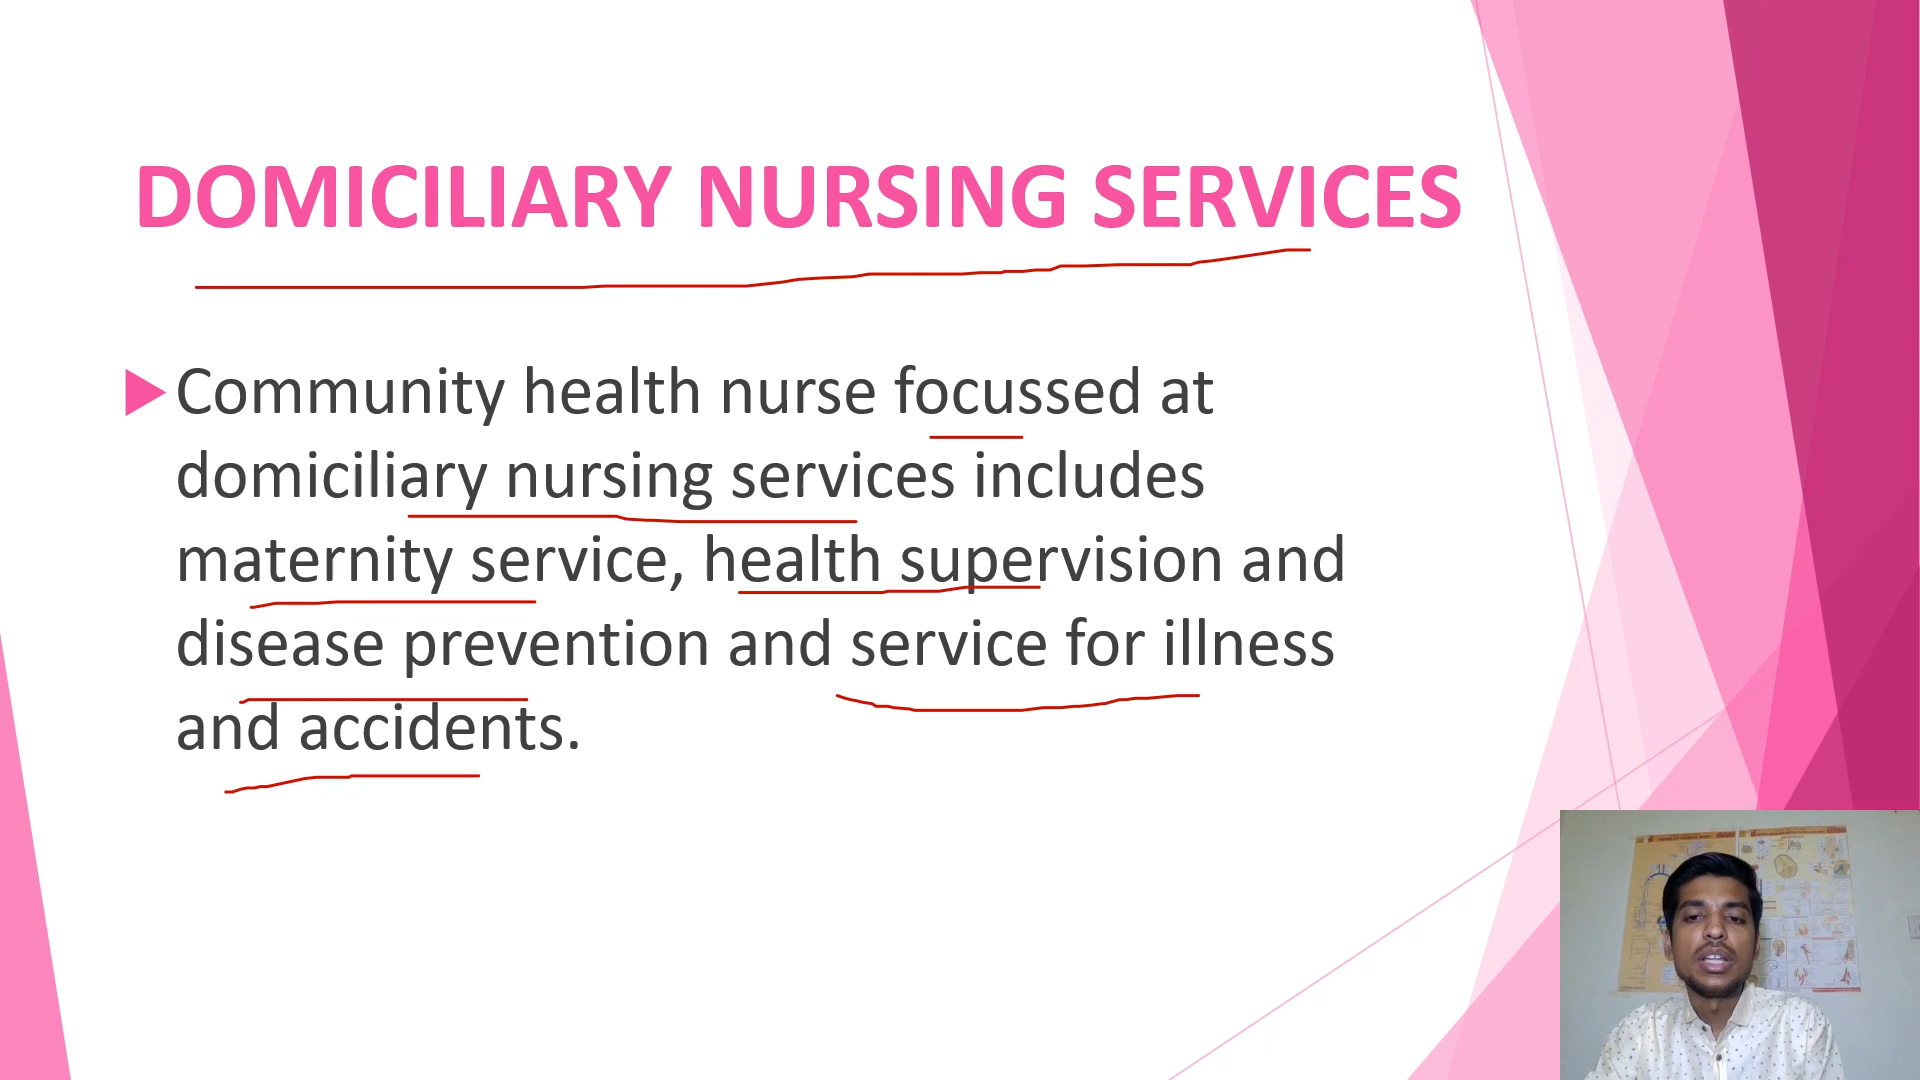 DOMICILIARY NURSING SERVICES
Community health nurse focussed at
domiciliary nursing services includes
maternity service, health supervision and
disease prevention and service for illness
and accidents.